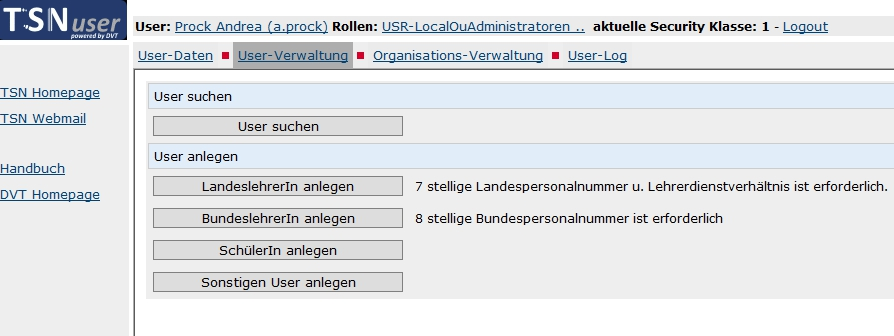 TSN user
powered by DVT
User: Prock Andrea (a.prock) Rollen: USR-LocalOuAdministratoren .. aktuelle Security Klasse: 1 - Logout
User-Daten User-Verwaltung Organisations-Verwaltung User-Log
TSN Homepage
TSN Webmail
Handbuch
DVT Homepage
User suchen
User suchen
User anlegen
LandeslehrerIn anlegen 7 stellige Landespersonalnummer u. Lehrerdienstverhältnis ist erforderlich.
BundeslehrerIn anlegen 8 stellige Bundespersonalnummer ist erforderlich
SchülerIn anlegen
Sonstigen User anlegen